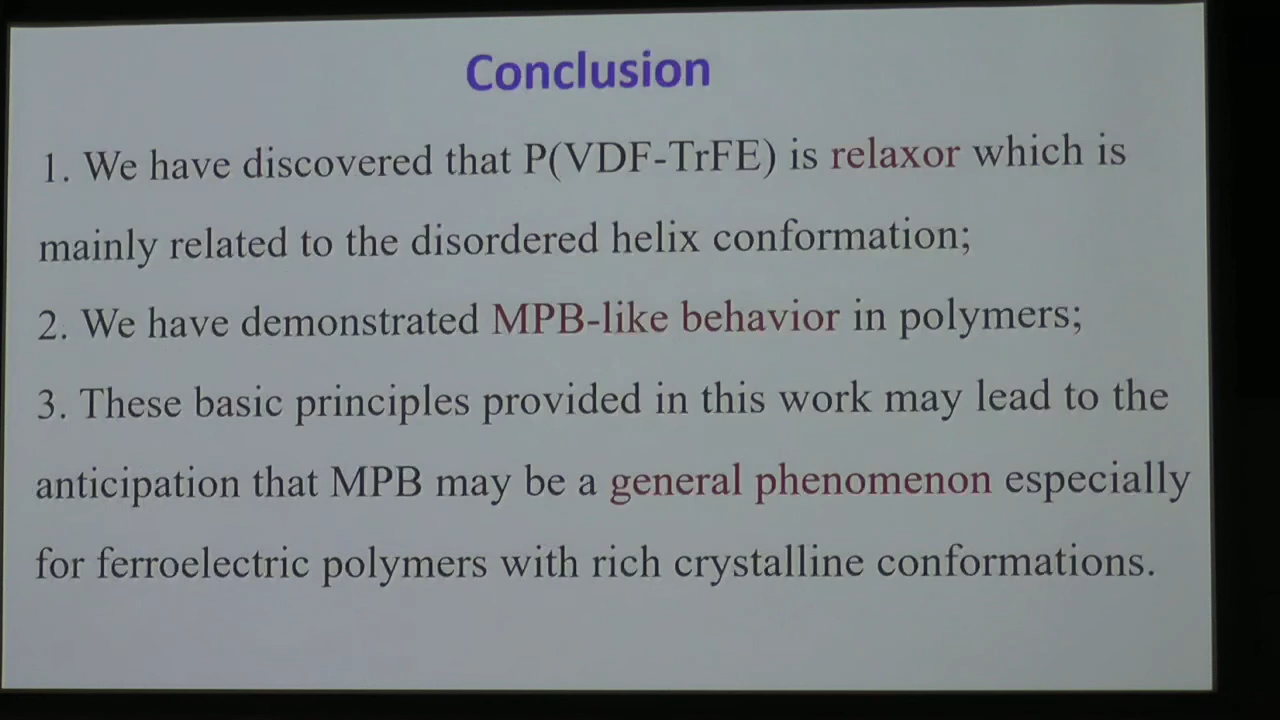 Conclusion
1. We have discovered that P(VDF-TrFE) is relaxor which is
mainly related to the disordered helix conformation;
2. We have demonstrated MPB-like behavior in polymers;
3. These basic principles provided in this work may lead to the
anticipation that MPB may be a general phenomenon especially
for ferroelectric polymers with rich crystalline conformations.